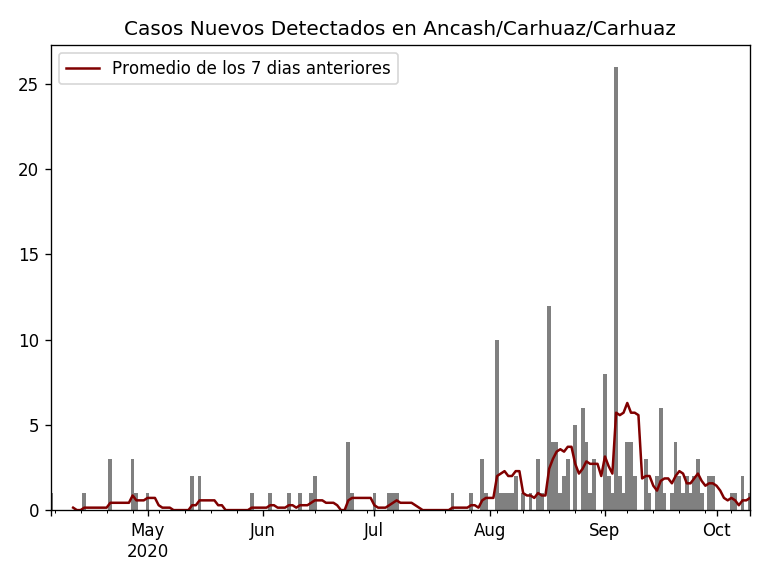 Casos Nuevos Detectados en Ancash/Carhuaz/Carhuaz
Promedio de los 7 dias anteriores
25
20
15
10
5
0
May Jun Jul Aug Sep Oct
2020